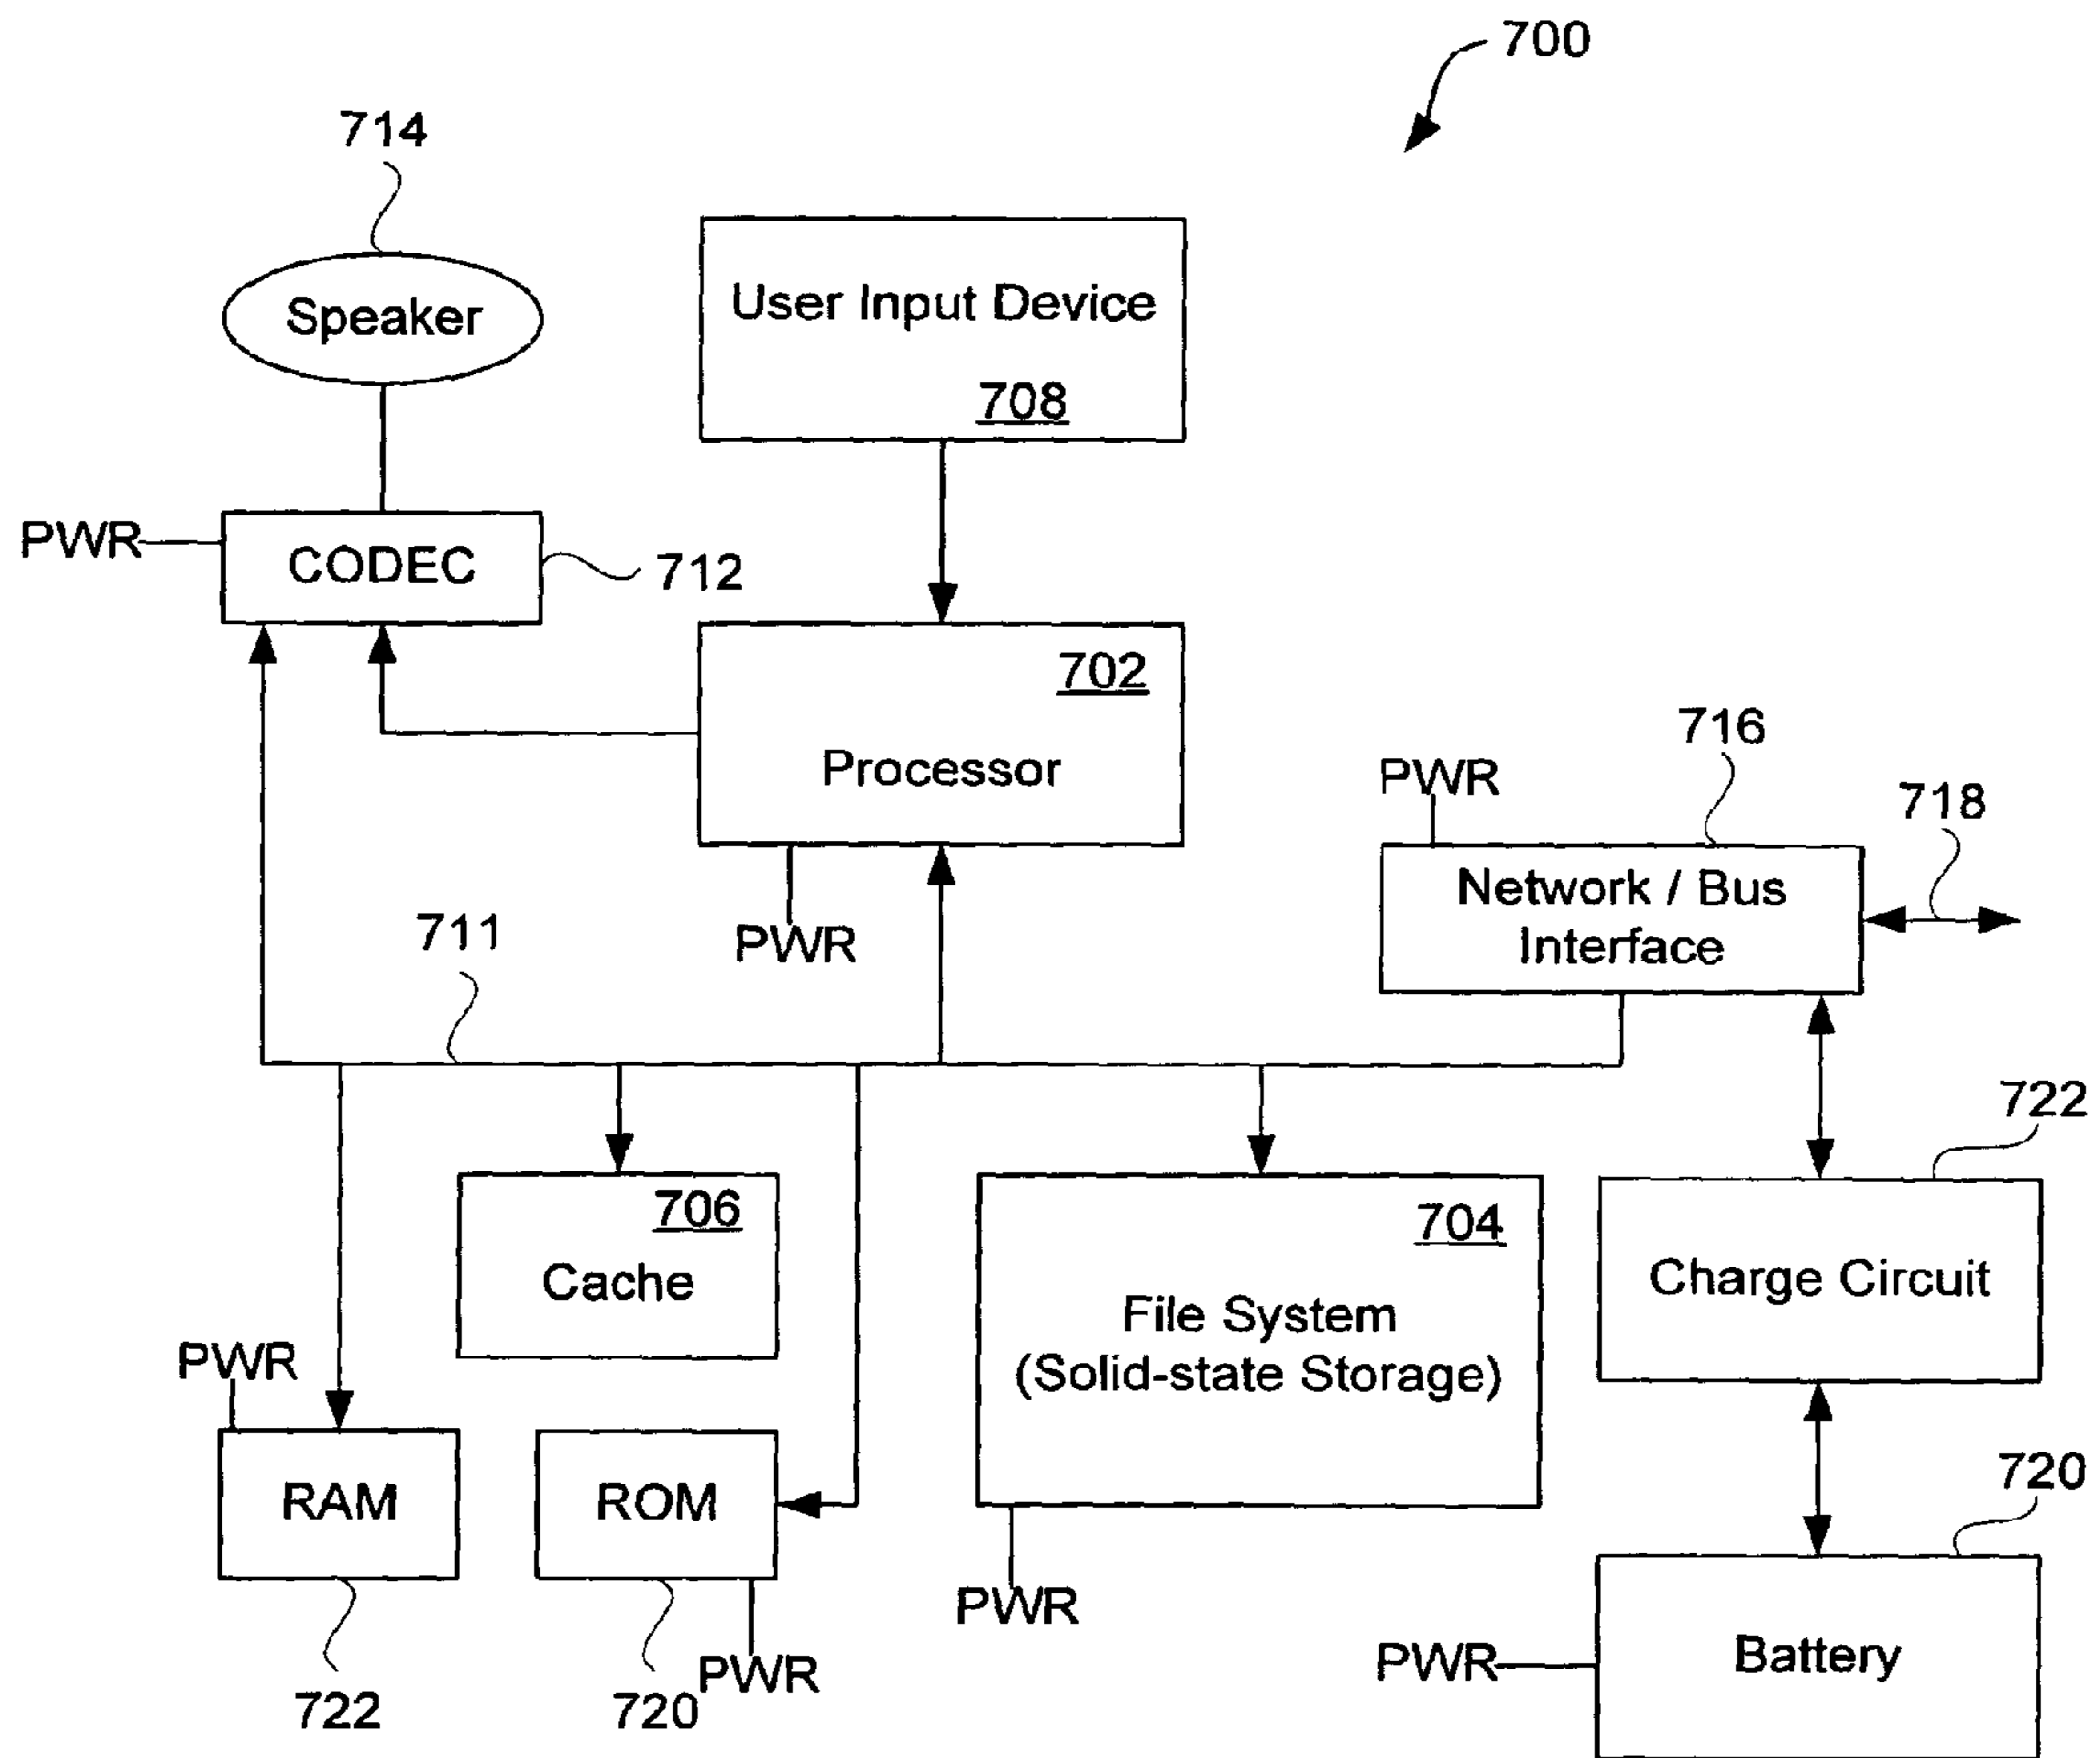 700
714
Speaker
User Input Device
708
PWR
CODEC
712
702
Processor
PWR
711
716
PWR
718
Network / Bus
Interface
722
706
Cache
704
File System
(Solid-state Storage)
Charge Circuit
PWR
RAM
ROM
720
PWR
PWR
Battery
PWR
722
720
PWR